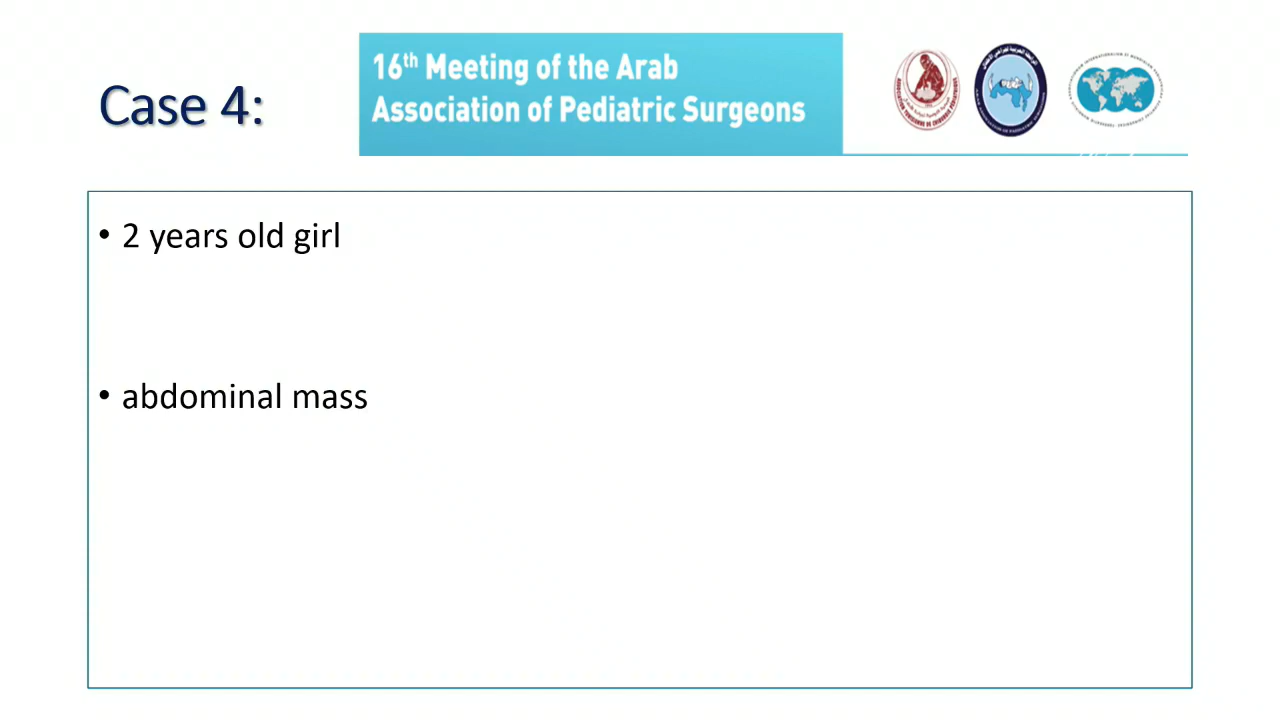 Case 4:
16th Meeting of the Arab
Association of Pediatric Surgeons
• 2 years old girl
• abdominal mass